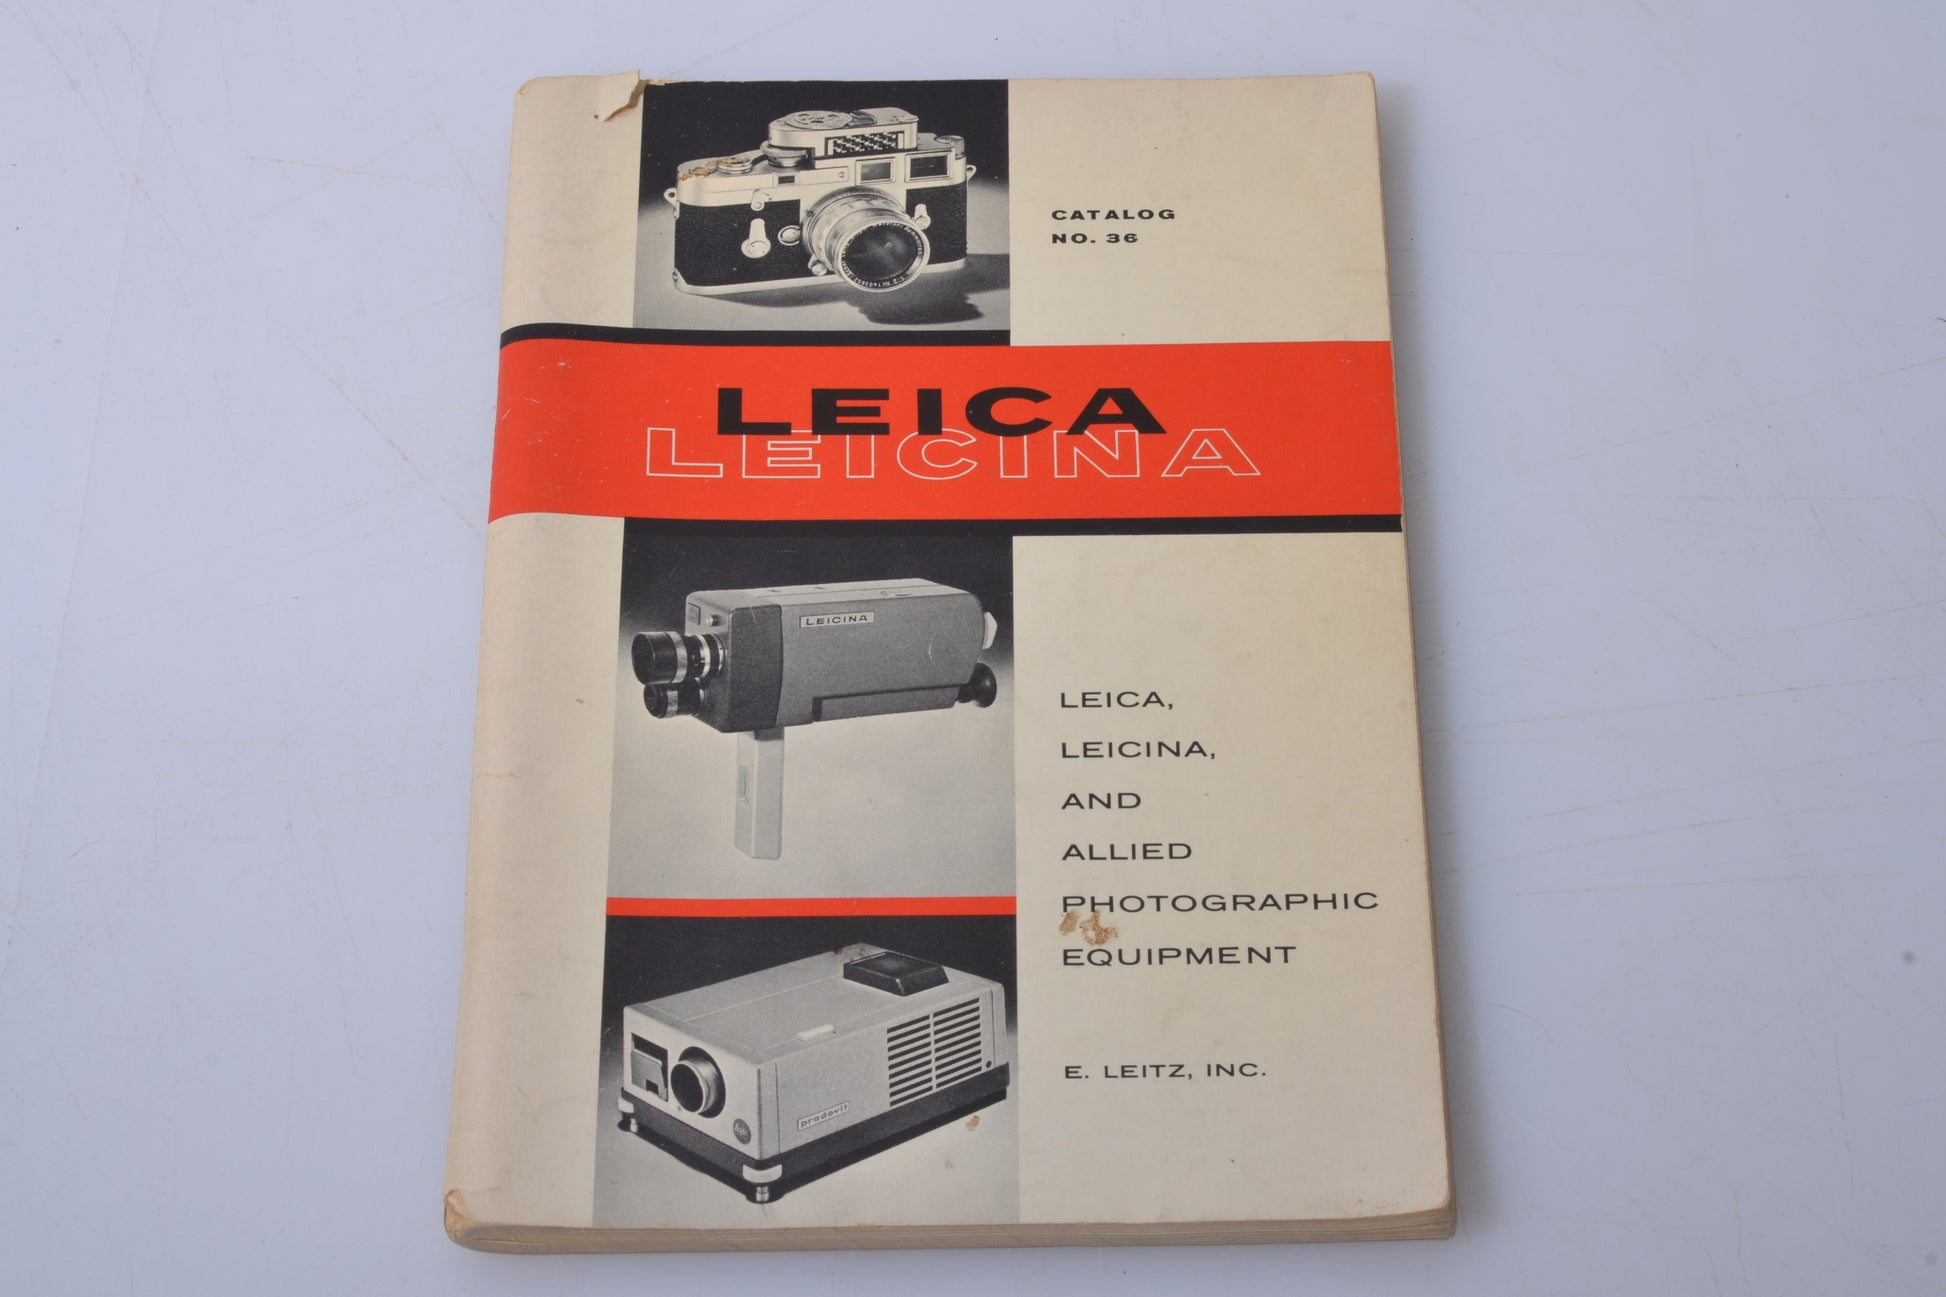 CATALOG
NO. 36
LEICA
LEICINA
LEICINA
LEICA,
LEICINA,
AND
ALLIED
PHOTOGRAPHIC
EQUIPMENT
pradovit
E. LEITZ, INC.